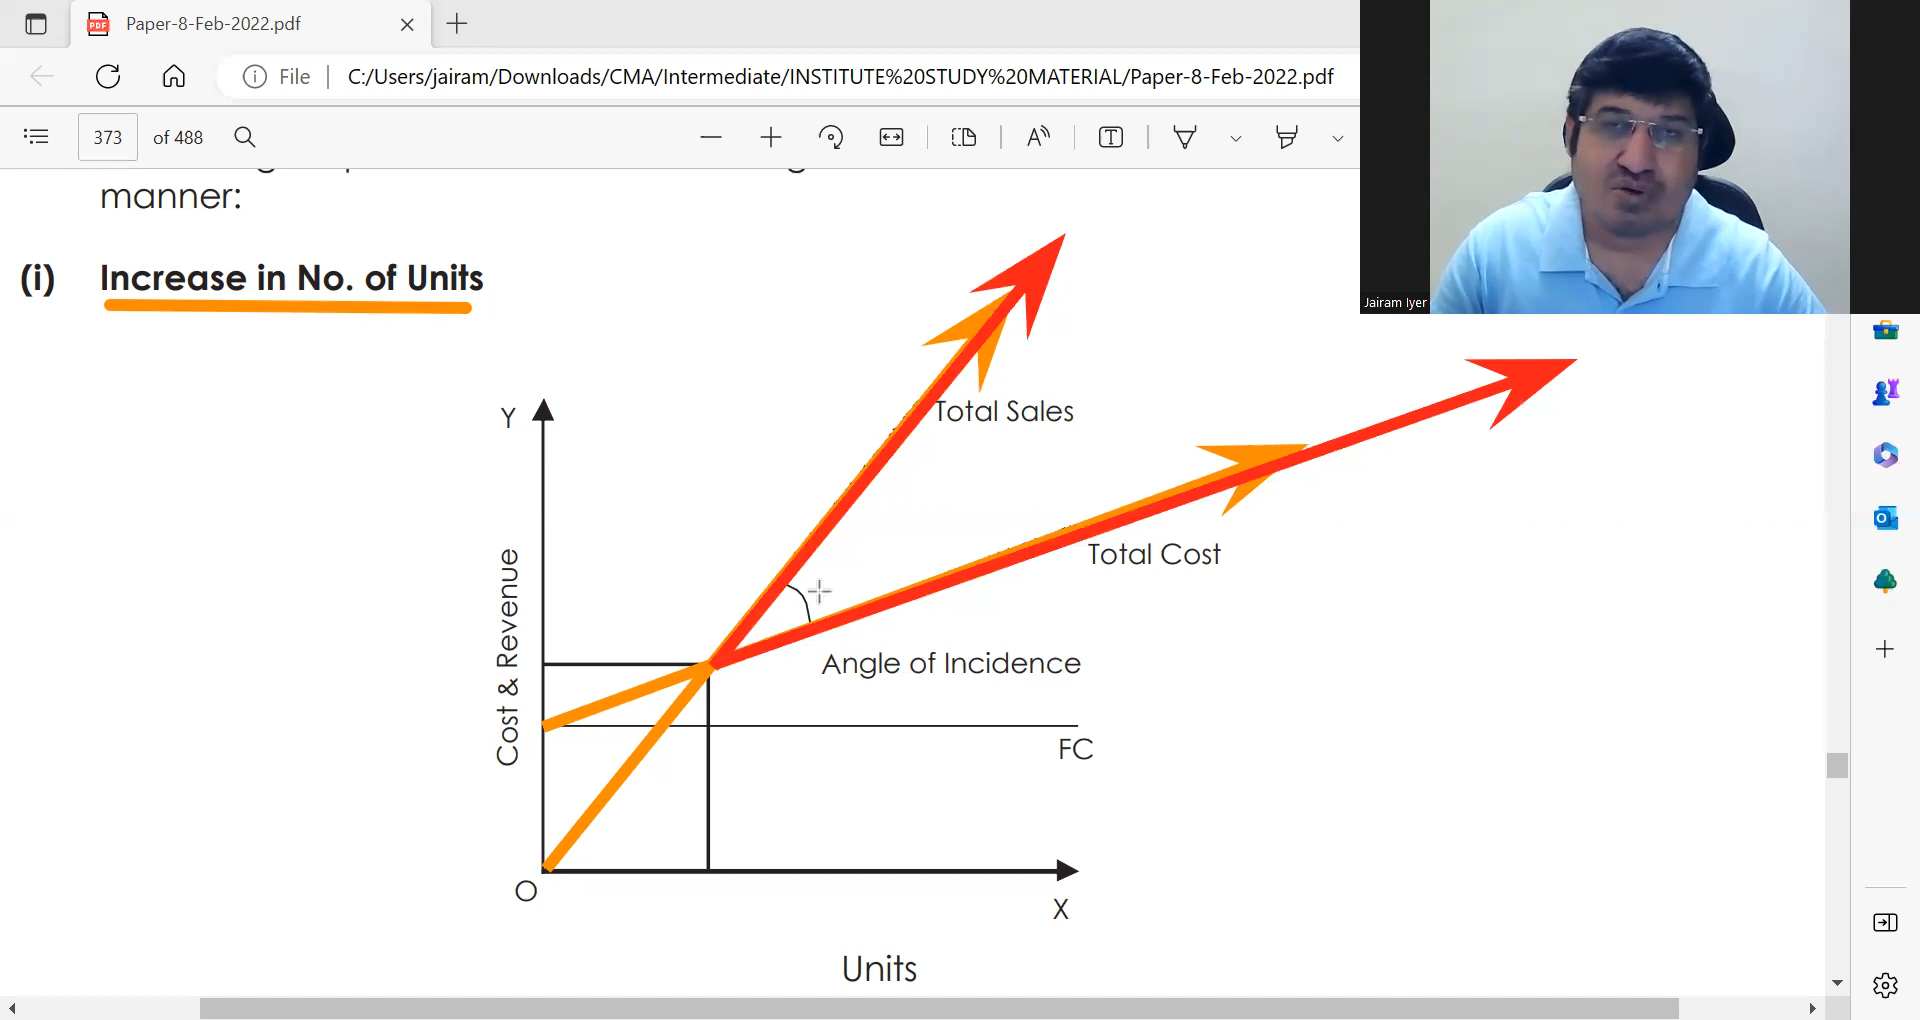 Paper-8-Feb-2022.pdf
File
C:/Users/jairam/Downloads/CMA/Intermediate/INSTITUTE%20STUDY%20MATERIAL/Paper-8-Feb-2022.pdf
373 of 488
manner:
(i) Increase in No. of Units
Jairam Iyer
Y
Total Sales
Total Cost
Cost & Revenue
Angle of Incidence
FC
O
X
Units